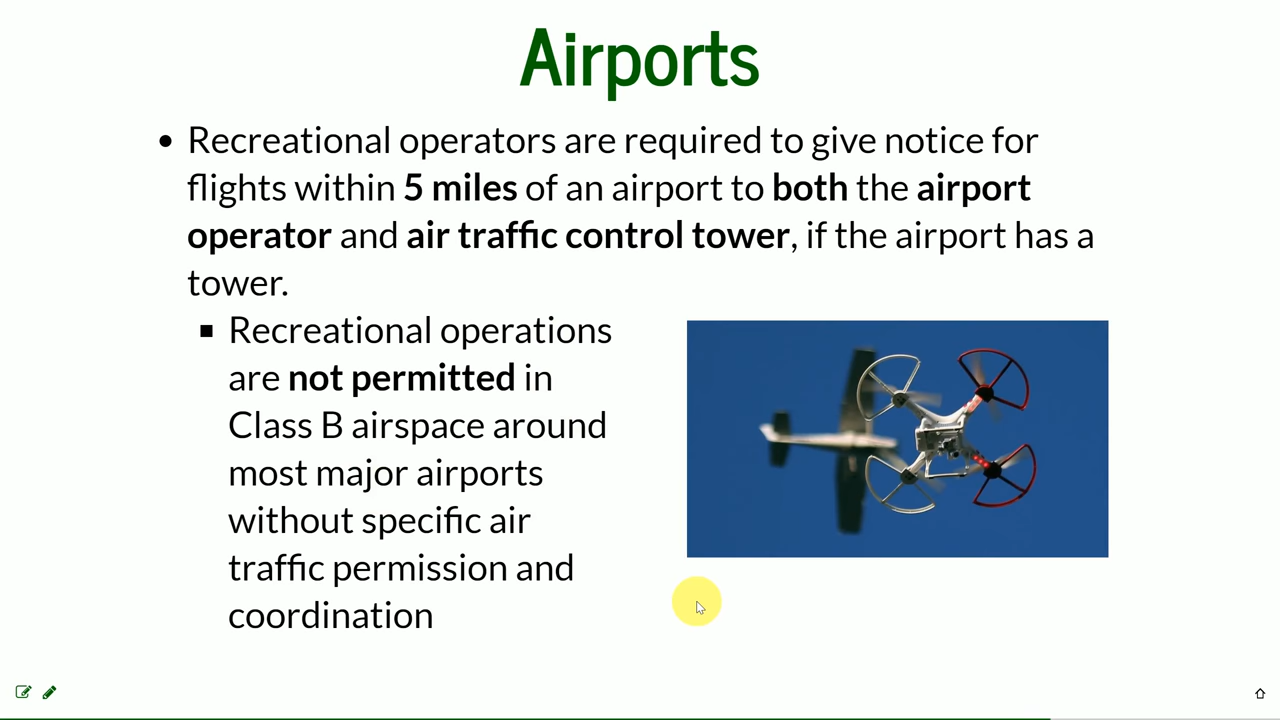 Airports
• Recreational operators are required to give notice for
flights within 5 miles of an airport to both the airport
operator and air traffic control tower, if the airport has a
tower.
▪ Recreational operations
are not permitted in
Class B airspace around
most major airports
without specific air
traffic permission and
coordination